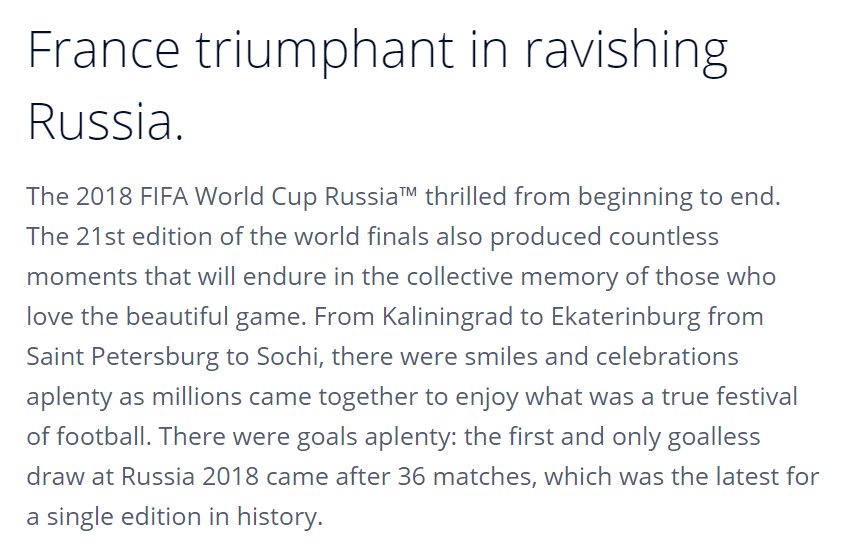 France triumphant in ravishing
Russia.
The 2018 FIFA World Cup Russia™ thrilled from beginning to end.
The 21st edition of the world finals also produced countless
moments that will endure in the collective memory of those who
love the beautiful game. From Kaliningrad to Ekaterinburg from
Saint Petersburg to Sochi, there were smiles and celebrations
aplenty as millions came together to enjoy what was a true festival
of football. There were goals aplenty: the first and only goalless
draw at Russia 2018 came after 36 matches, which was the latest for
a single edition in history.